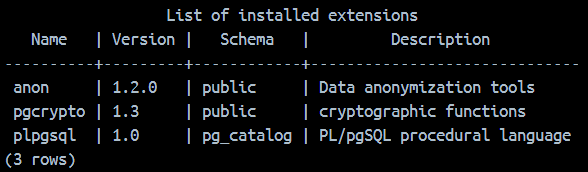 List of installed extensions
   Name   | Version |   Schema   |         Description
----------+---------+------------+------------------------------
 anon     | 1.2.0   | public     | Data anonymization tools
 pgcrypto | 1.3     | public     | cryptographic functions
 plpgsql  | 1.0     | pg_catalog | PL/pgSQL procedural language
(3 rows)